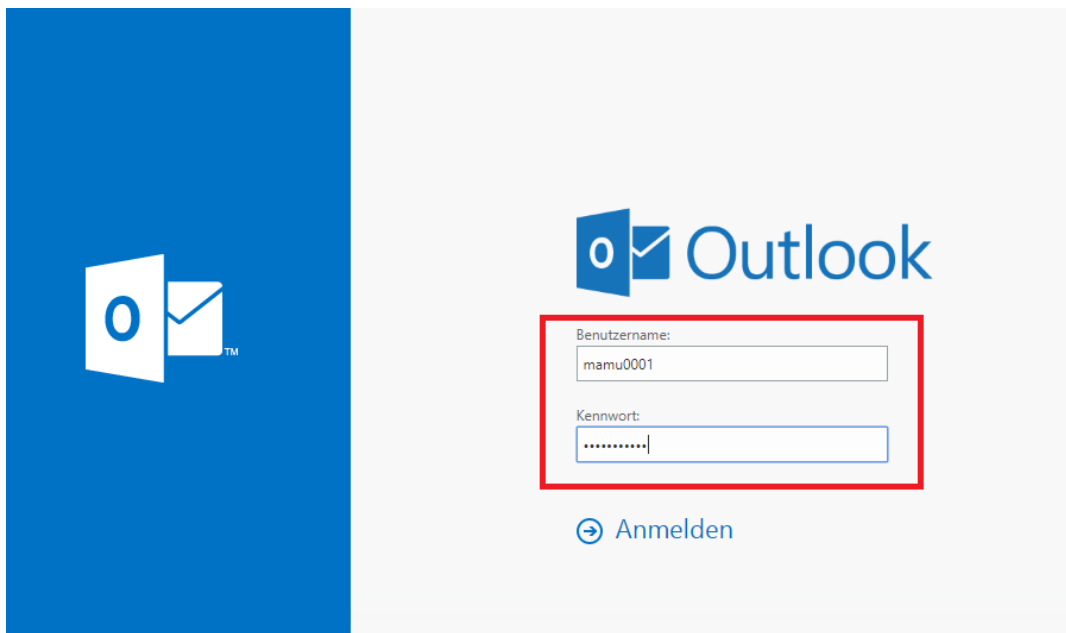 Outlook
Benutzername:
mamu0001
Kennwort:
•••••••••••
Anmelden
O
TM